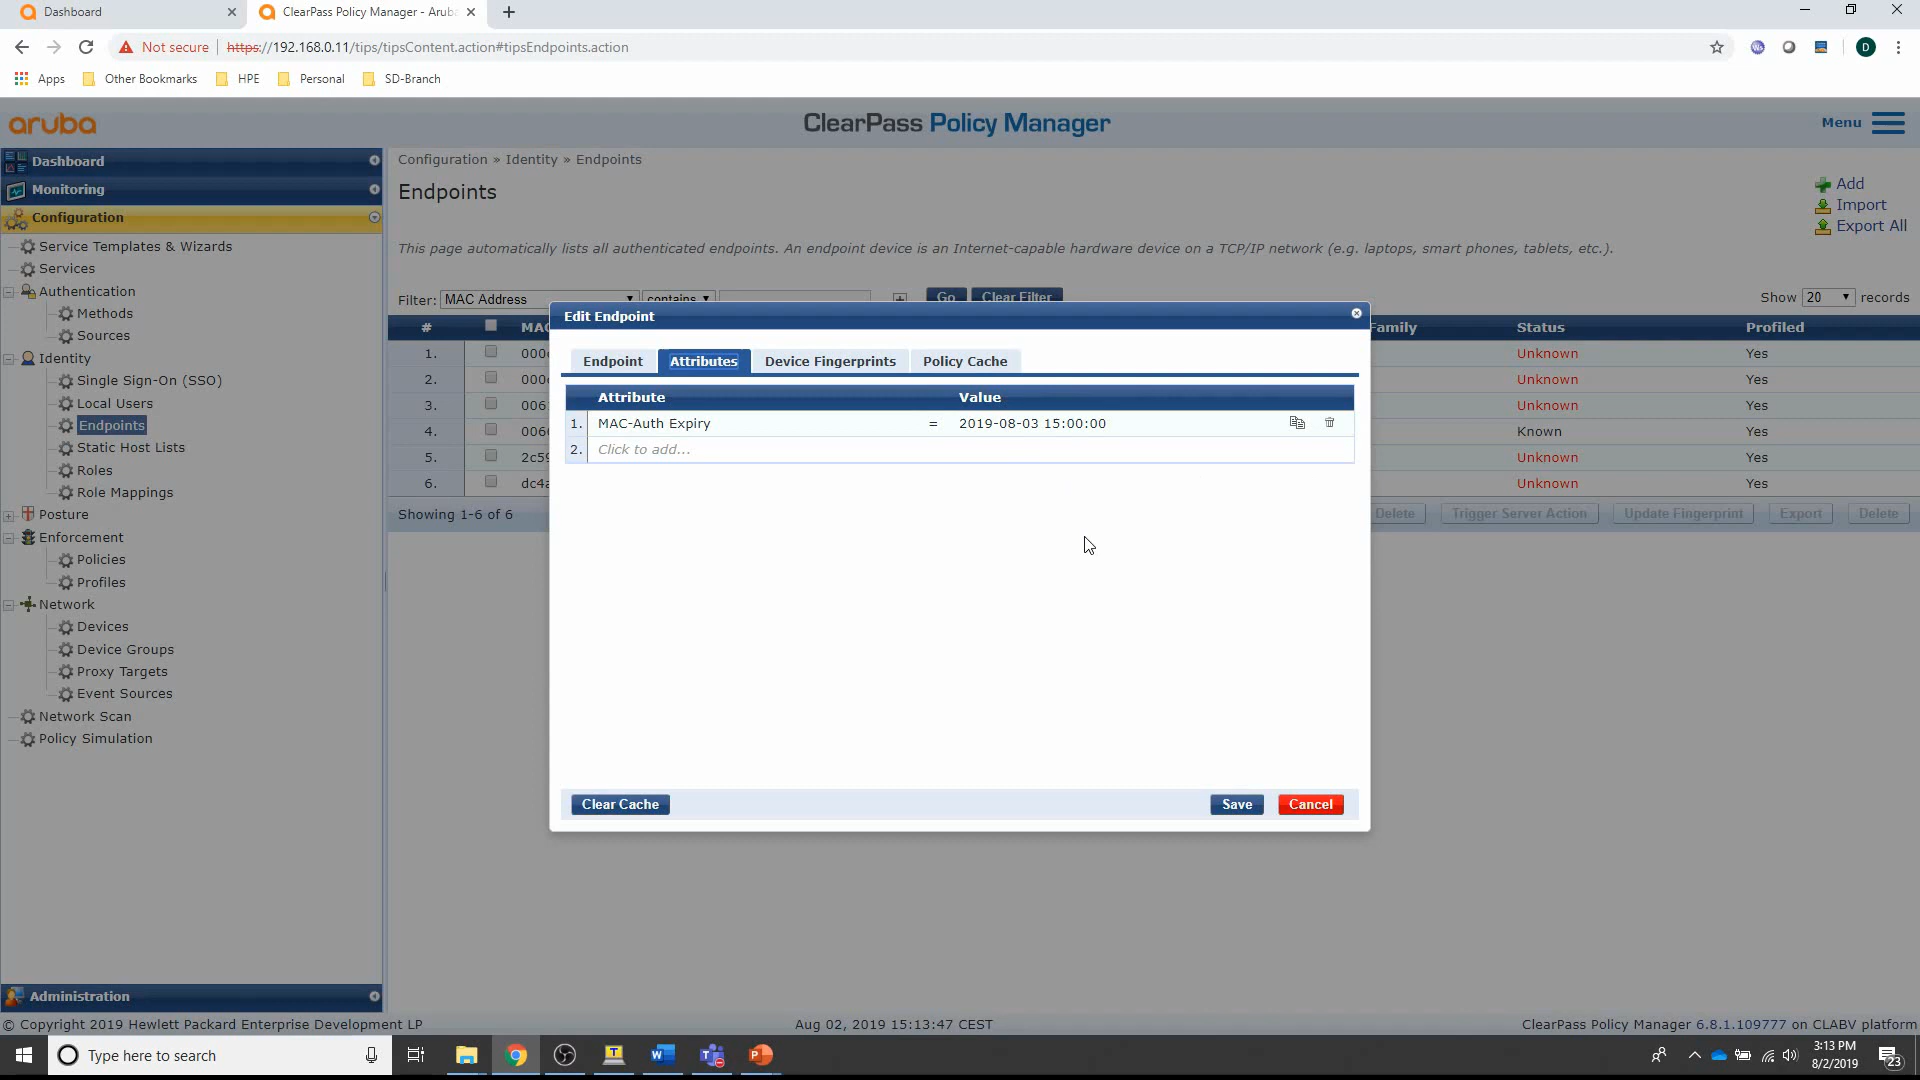 Dashboard
ClearPass Policy Manager - Aruba
Not secure
https://192.168.0.11/tips/tipsContent.action#tipsEndpoints.action
D
Apps
Other Bookmarks
HPE
Personal
SD-Branch
aruba
ClearPass Policy Manager
Menu
Dashboard
Monitoring
Configuration
Service Templates & Wizards
Services
Authentication
Methods
Sources
Identity
Single Sign-On (SSO)
Local Users
Endpoints
Static Host Lists
Roles
Role Mappings
Posture
Enforcement
Policies
Profiles
Network
Devices
Device Groups
Proxy Targets
Event Sources
Network Scan
Policy Simulation
Administration
Configuration » Identity » Endpoints
Endpoints
Add
Import
Export All
This page automatically lists all authenticated endpoints. An endpoint device is an Internet-capable hardware device on a TCP/IP network (e.g. laptops, smart phones, tablets, etc.).
Filter: MAC Address contains Go Clear Filter
Show 20 records
# MAC Family Status Profiled
1. 000 Unknown Yes
2. 000 Unknown Yes
3. 006 Unknown Yes
4. 006 Known Yes
5. 2c59 Unknown Yes
6. dc4a Unknown Yes
Showing 1-6 of 6
Delete Trigger Server Action Update Fingerprint Export Delete
Edit Endpoint
Endpoint Attributes Device Fingerprints Policy Cache
Attribute Value
1. MAC-Auth Expiry = 2019-08-03 15:00:00
2. Click to add...
Clear Cache Save Cancel
© Copyright 2019 Hewlett Packard Enterprise Development LP
Aug 02, 2019 15:13:47 CEST
ClearPass Policy Manager 6.8.1.109777 on CLABV platform
Type here to search
3:13 PM
8/2/2019
23